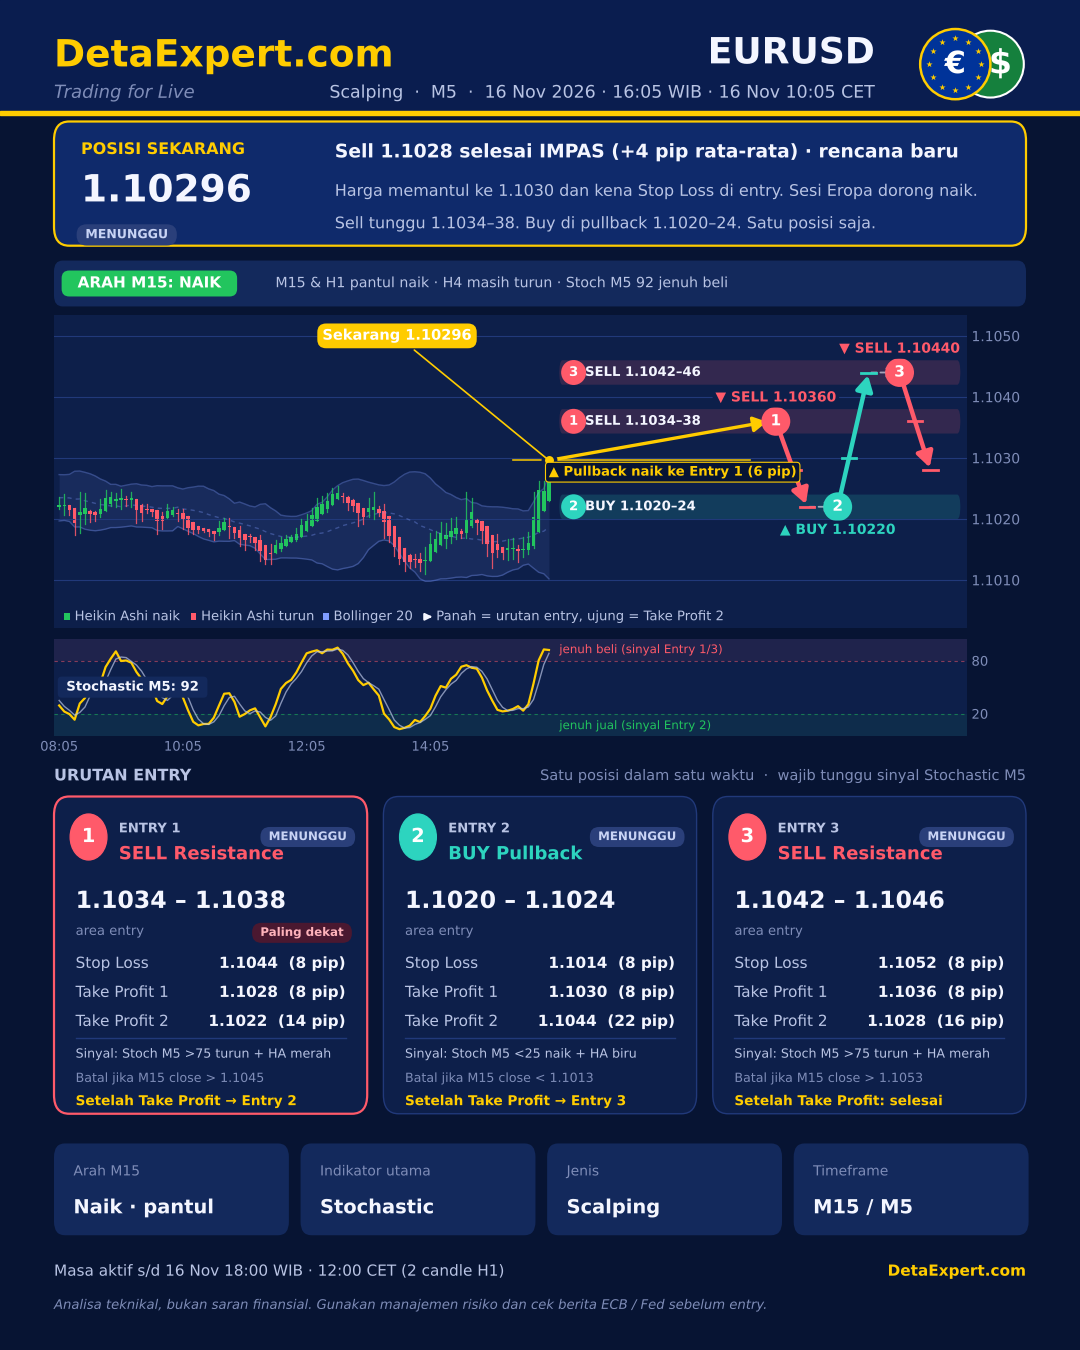 DetaExpert.com
Trading for Live
EURUSD
Scalping · M5 · 16 Nov 2026 · 16:05 WIB · 16 Nov 10:05 CET
€ $
POSISI SEKARANG
1.10296
MENUNGGU
Sell 1.1028 selesai IMPAS (+4 pip rata-rata) · rencana baru
Harga memantul ke 1.1030 dan kena Stop Loss di entry. Sesi Eropa dorong naik.
Sell tunggu 1.1034–38. Buy di pullback 1.1020–24. Satu posisi saja.
ARAH M15: NAIK
M15 & H1 pantul naik · H4 masih turun · Stoch M5 92 jenuh beli
Sekarang 1.10296
1.1050
▼ SELL 1.10440
3 SELL 1.1042–46
3
1.1040
▼ SELL 1.10360
1 SELL 1.1034–38
1
1.1030
▲ Pullback naik ke Entry 1 (6 pip)
2 BUY 1.1020–24
2
1.1020
▲ BUY 1.10220
1.1010
Heikin Ashi naik
Heikin Ashi turun
Bollinger 20
Panah = urutan entry, ujung = Take Profit 2
jenuh beli (sinyal Entry 1/3)
80
Stochastic M5: 92
20
jenuh jual (sinyal Entry 2)
08:05 10:05 12:05 14:05
URUTAN ENTRY
Satu posisi dalam satu waktu · wajib tunggu sinyal Stochastic M5
1
ENTRY 1
MENUNGGU
SELL Resistance
1.1034 – 1.1038
area entry
Paling dekat
Stop Loss 1.1044 (8 pip)
Take Profit 1 1.1028 (8 pip)
Take Profit 2 1.1022 (14 pip)
Sinyal: Stoch M5 >75 turun + HA merah
Batal jika M15 close > 1.1045
Setelah Take Profit → Entry 2
2
ENTRY 2
MENUNGGU
BUY Pullback
1.1020 – 1.1024
area entry
Stop Loss 1.1014 (8 pip)
Take Profit 1 1.1030 (8 pip)
Take Profit 2 1.1044 (22 pip)
Sinyal: Stoch M5 <25 naik + HA biru
Batal jika M15 close < 1.1013
Setelah Take Profit → Entry 3
3
ENTRY 3
MENUNGGU
SELL Resistance
1.1042 – 1.1046
area entry
Stop Loss 1.1052 (8 pip)
Take Profit 1 1.1036 (8 pip)
Take Profit 2 1.1028 (16 pip)
Sinyal: Stoch M5 >75 turun + HA merah
Batal jika M15 close > 1.1053
Setelah Take Profit: selesai
Arah M15
Naik · pantul
Indikator utama
Stochastic
Jenis
Scalping
Timeframe
M15 / M5
Masa aktif s/d 16 Nov 18:00 WIB · 12:00 CET (2 candle H1)
DetaExpert.com
Analisa teknikal, bukan saran finansial. Gunakan manajemen risiko dan cek berita ECB / Fed sebelum entry.